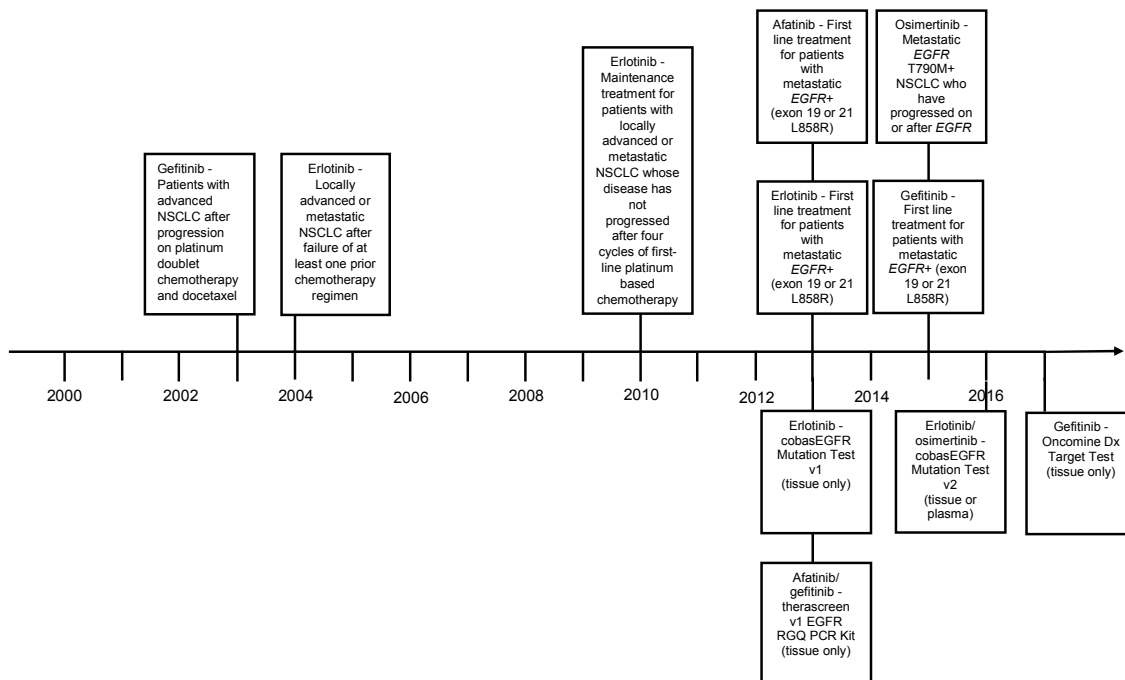 Gefitinib -
Patients with
advanced
NSCLC after
progression
on platinum
doublet
chemotherapy
and docetaxel
Erlotinib -
Locally
advanced or
metastatic
NSCLC after
failure of at
least one prior
chemotherapy
regimen
Erlotinib -
Maintenance
treatment for
patients with
locally
advanced or
metastatic
NSCLC whose
disease has
not
progressed
after four
cycles of first-
line platinum
based
chemotherapy
Afatinib - First
line treatment
for patients
with
metastatic
EGFR+
(exon 19 or 21
L858R)
Osimertinib -
Metastatic
EGFR
T790M+
NSCLC who
have
progressed on
or after EGFR
Erlotinib - First
line treatment
for patients
with
metastatic
EGFR+
(exon 19 or 21
L858R)
Gefitinib -
First line
treatment for
patients with
metastatic
EGFR+ (exon
19 or 21
L858R)
2000
2002
2004
2006
2008
2010
2012
2014
2016
Erlotinib -
cobasEGFR
Mutation Test
v1
(tissue only)
Erlotinib/
osimertinib -
cobasEGFR
Mutation Test
v2
(tissue or
plasma)
Gefitinib -
Oncomine Dx
Target Test
(tissue only)
Afatinib/
gefitinib -
therascreen
v1 EGFR
RGQ PCR Kit
(tissue only)